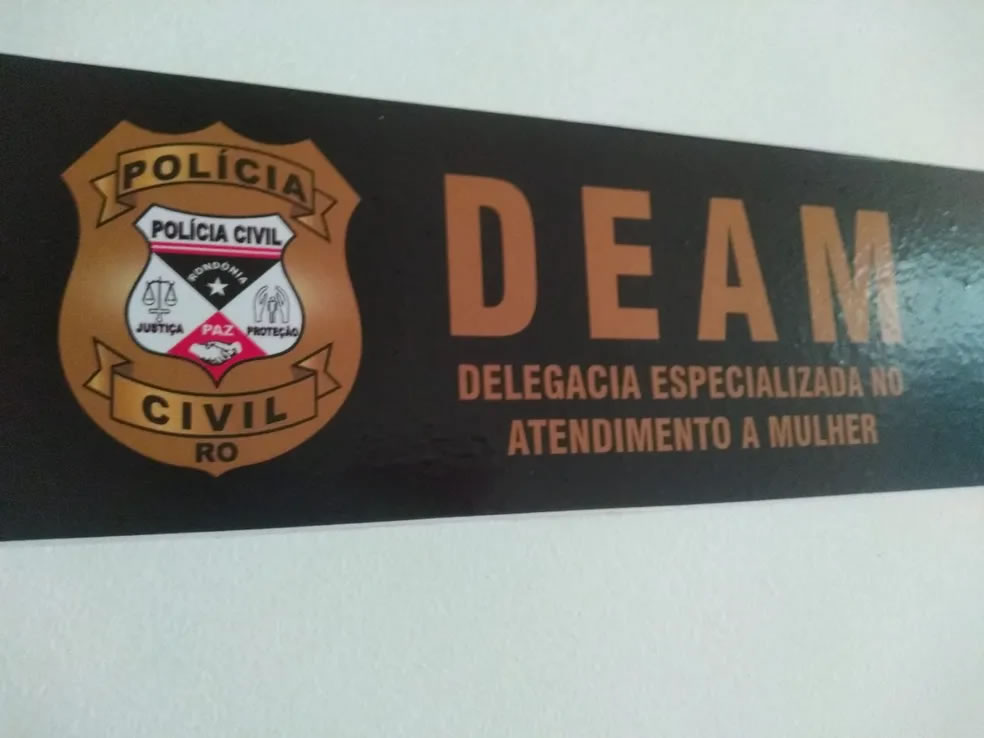 POLÍCIA
POLÍCIA CIVIL
RONDÔNIA
JUSTIÇA
PAZ
PROTEÇÃO
CIVIL
RO
DEAM
DELEGACIA ESPECIALIZADA NO
ATENDIMENTO A MULHER